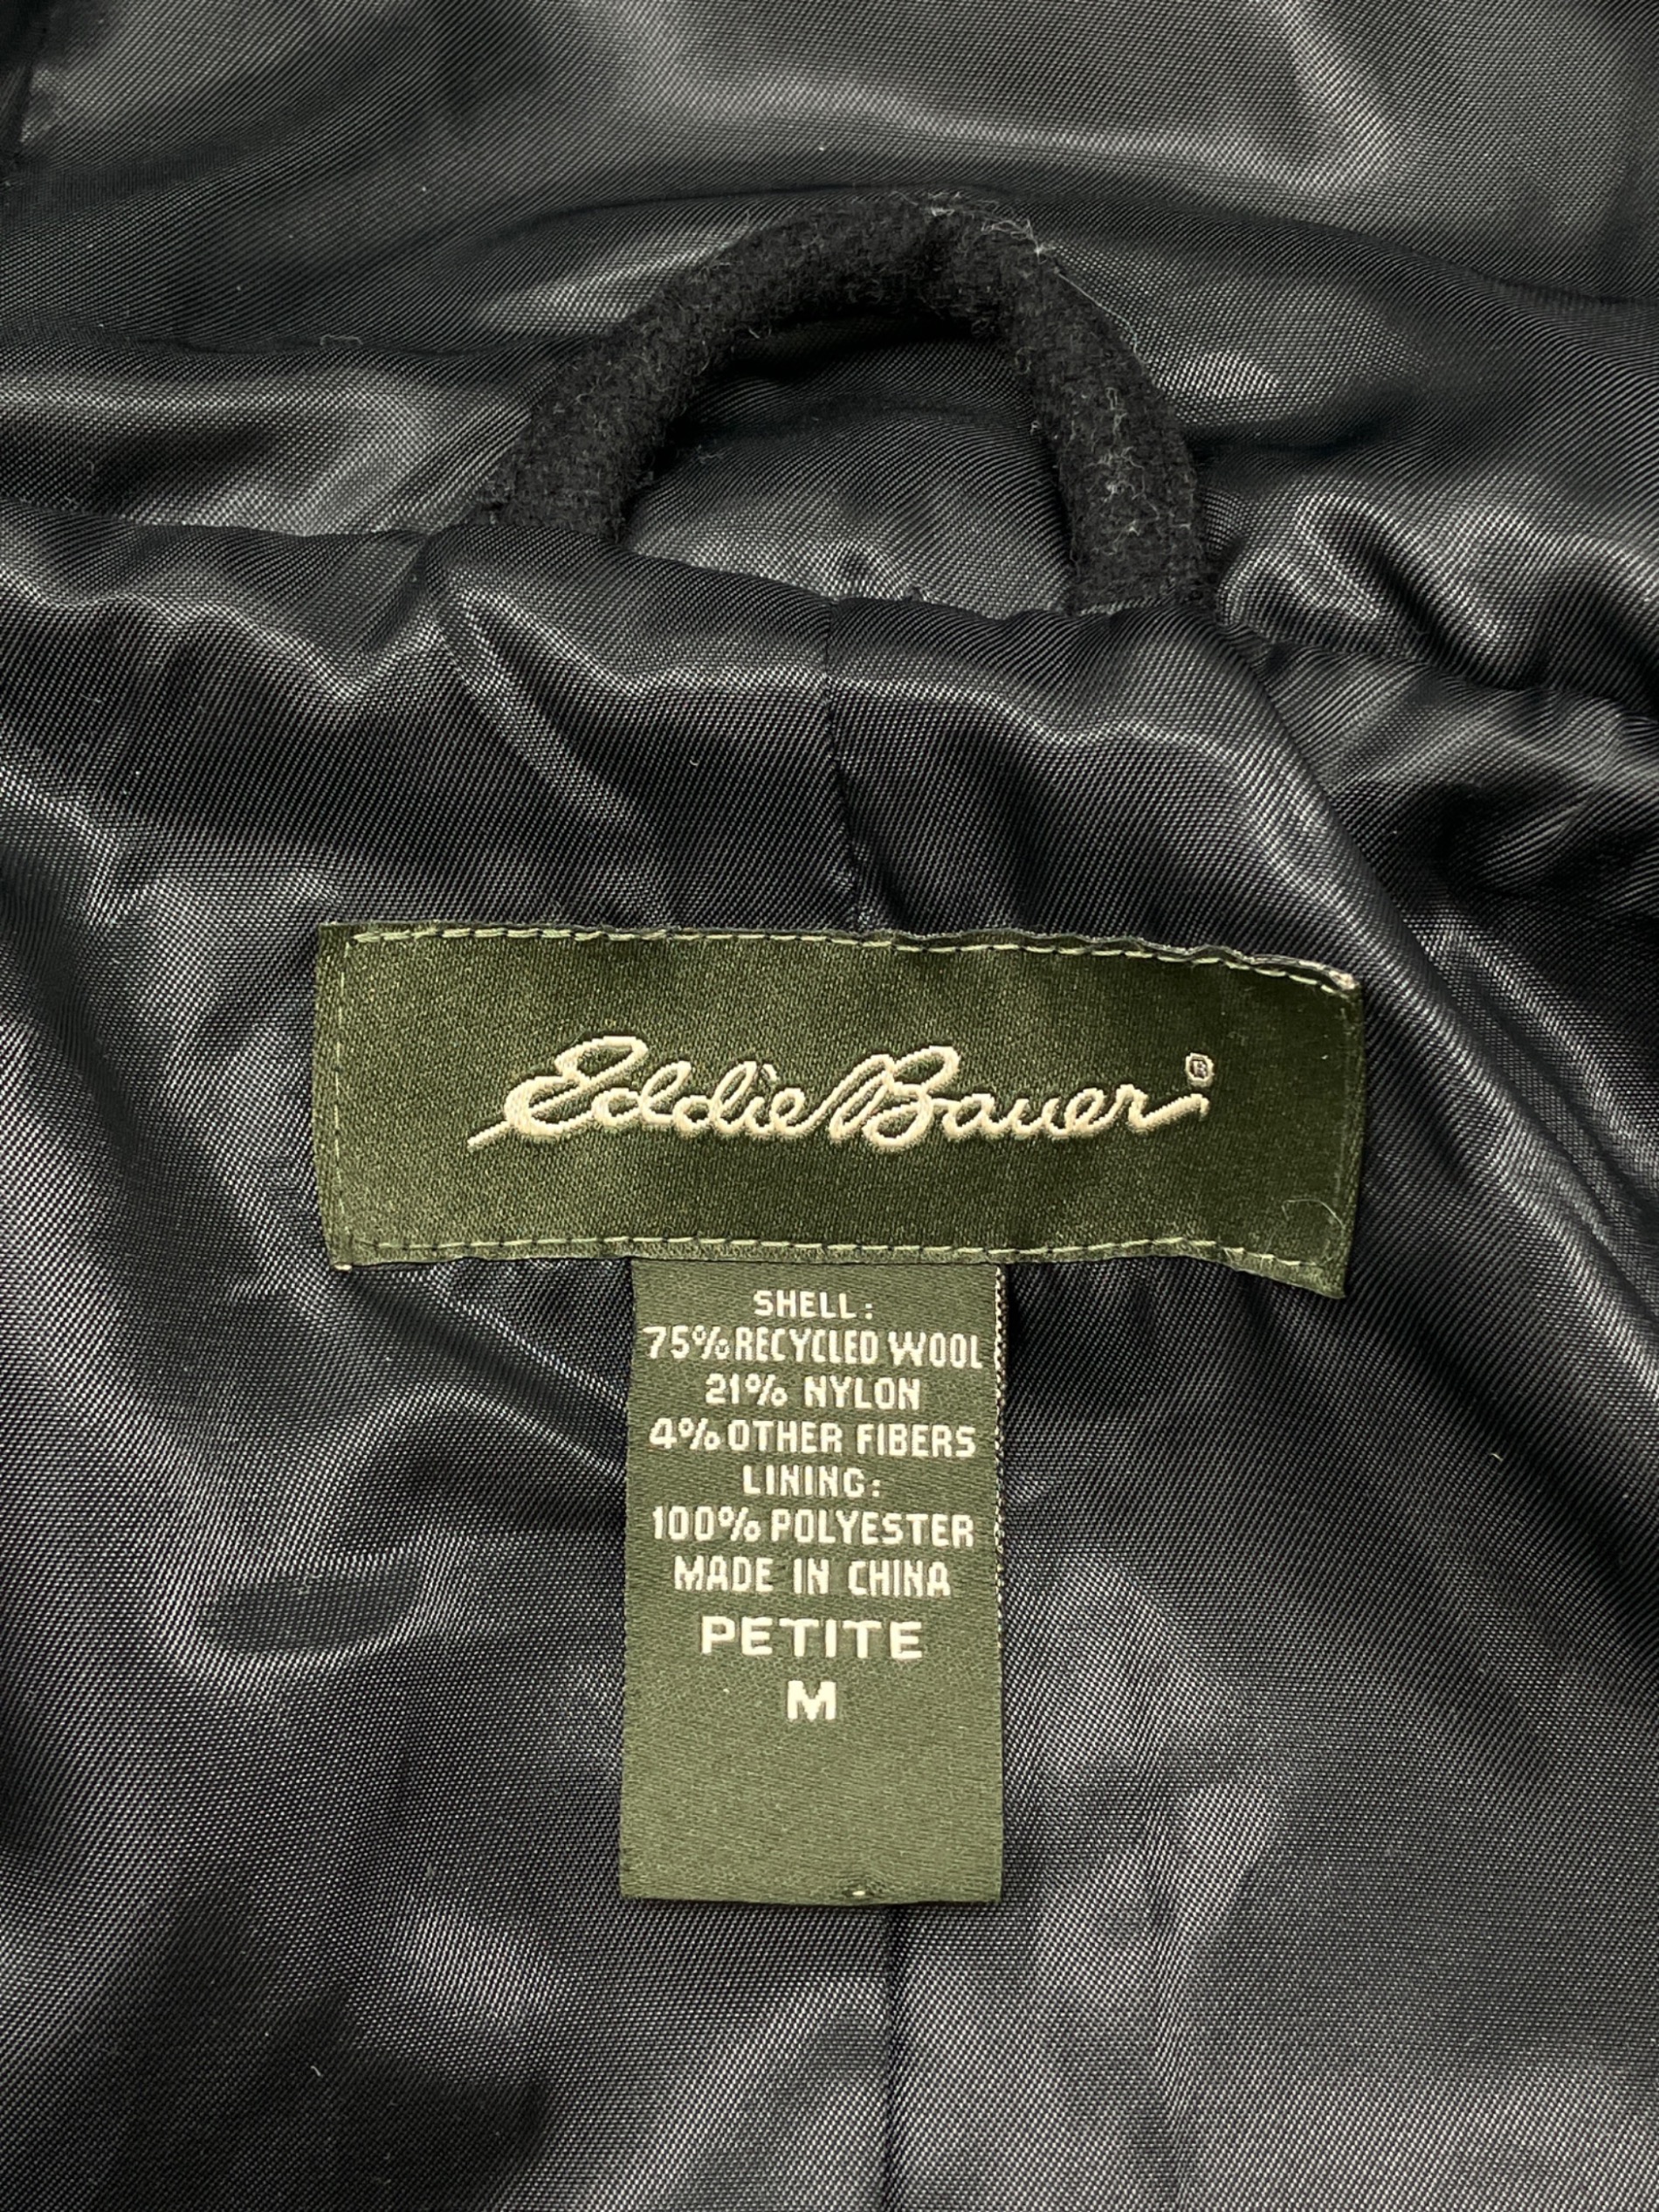 Eddie Bauer®
SHELL:
75% RECYCLED WOOL
21% NYLON
4% OTHER FIBERS
LINING:
100% POLYESTER
MADE IN CHINA
PETITE
M